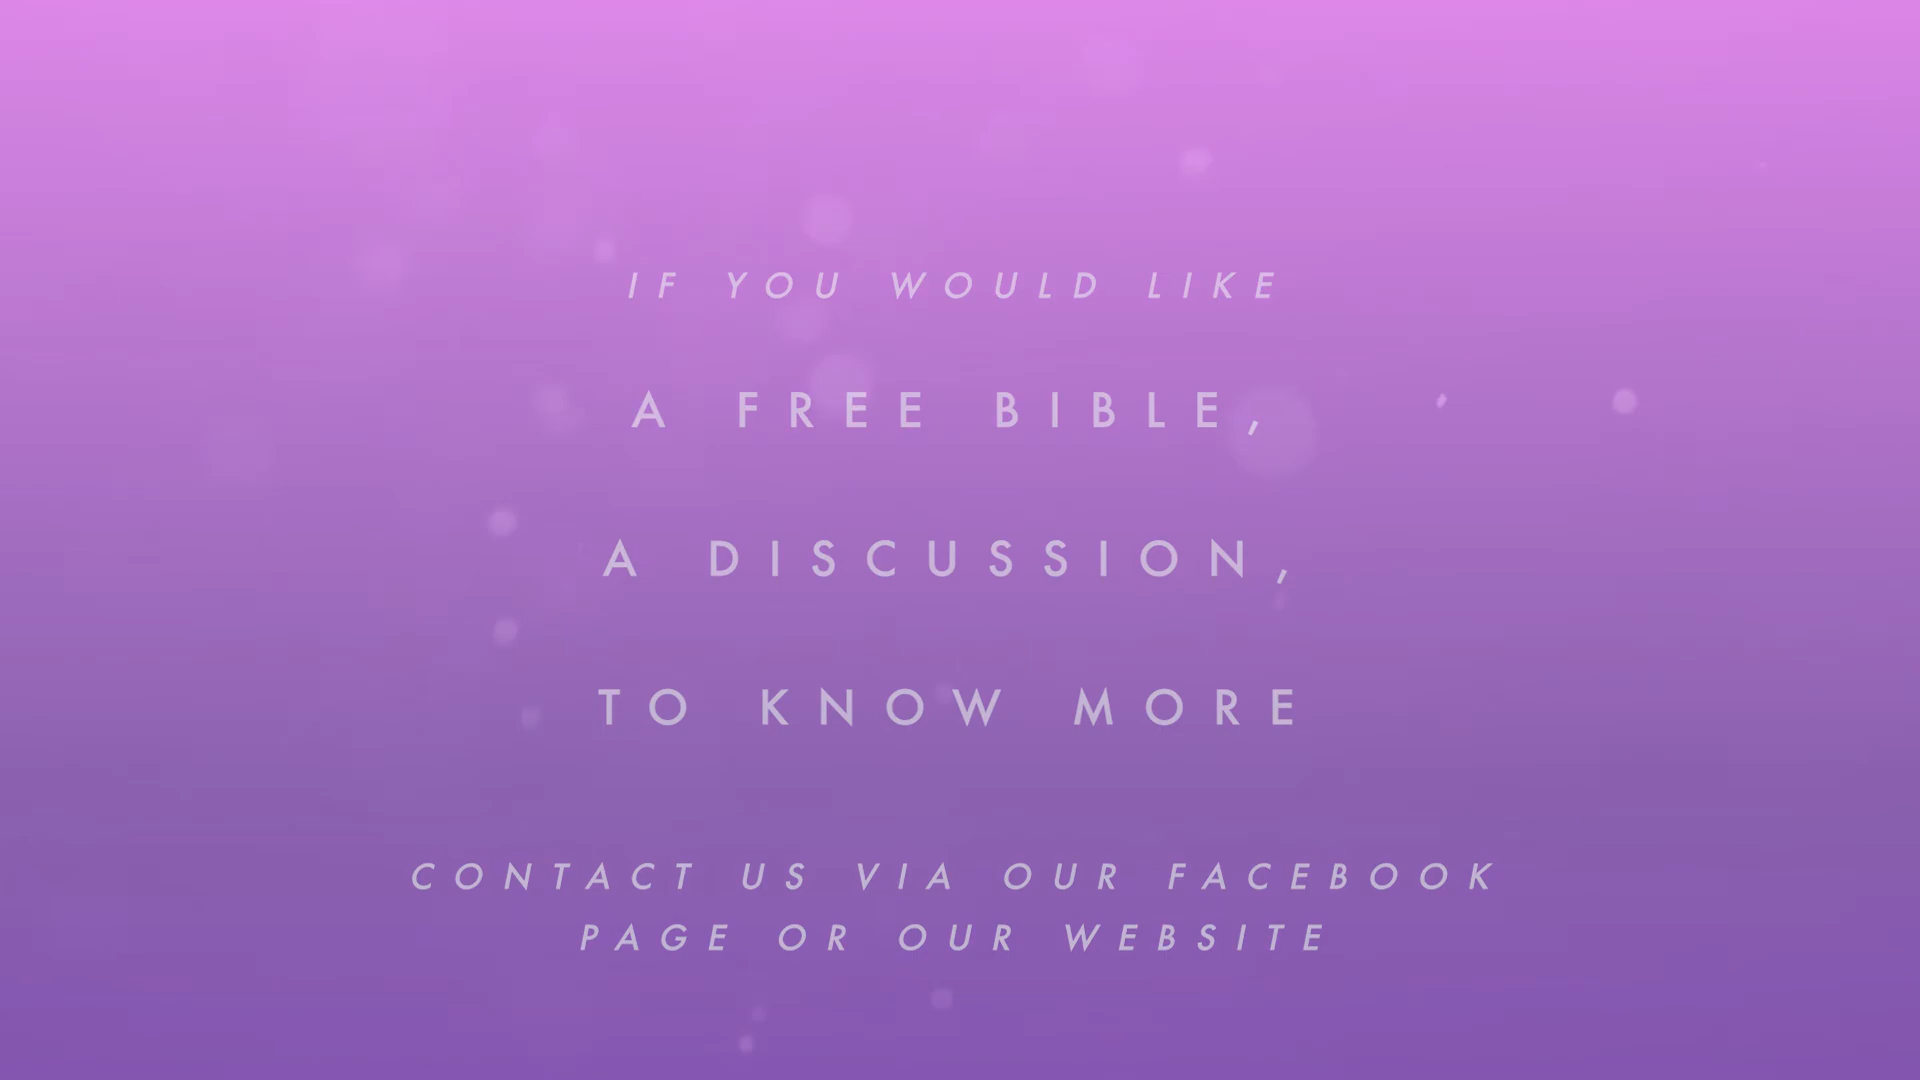 IF YOU WOULD LIKE
A FREE BIBLE,
A DISCUSSION,
TO KNOW MORE
CONTACT US VIA OUR FACEBOOK
PAGE OR OUR WEBSITE